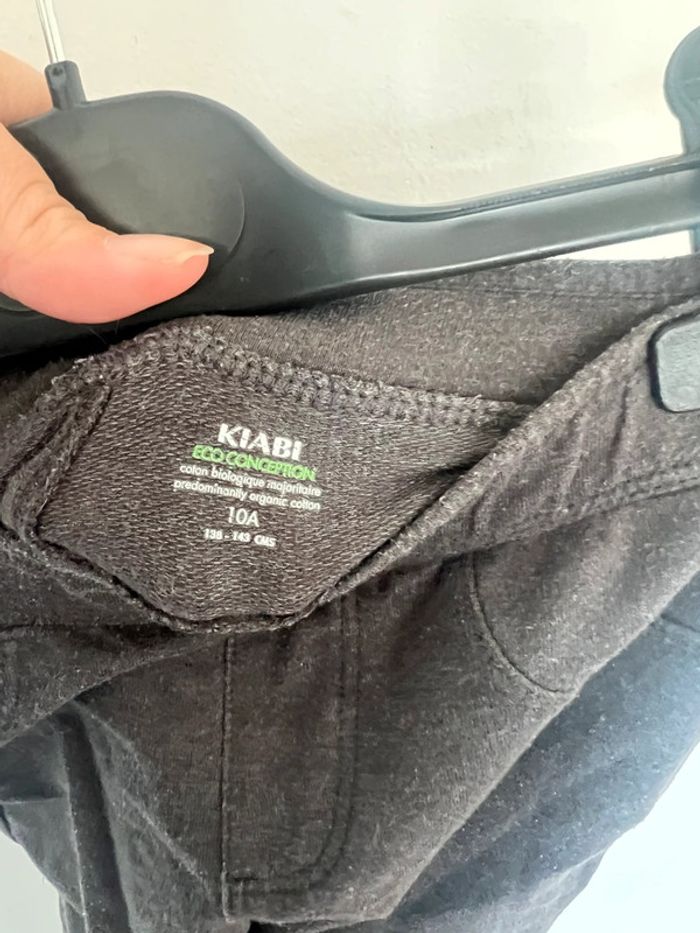 KIABI
ECO CONCEPTION
coton biologique majoritaire
predominantly organic cotton
10A
138 - 143 CMS